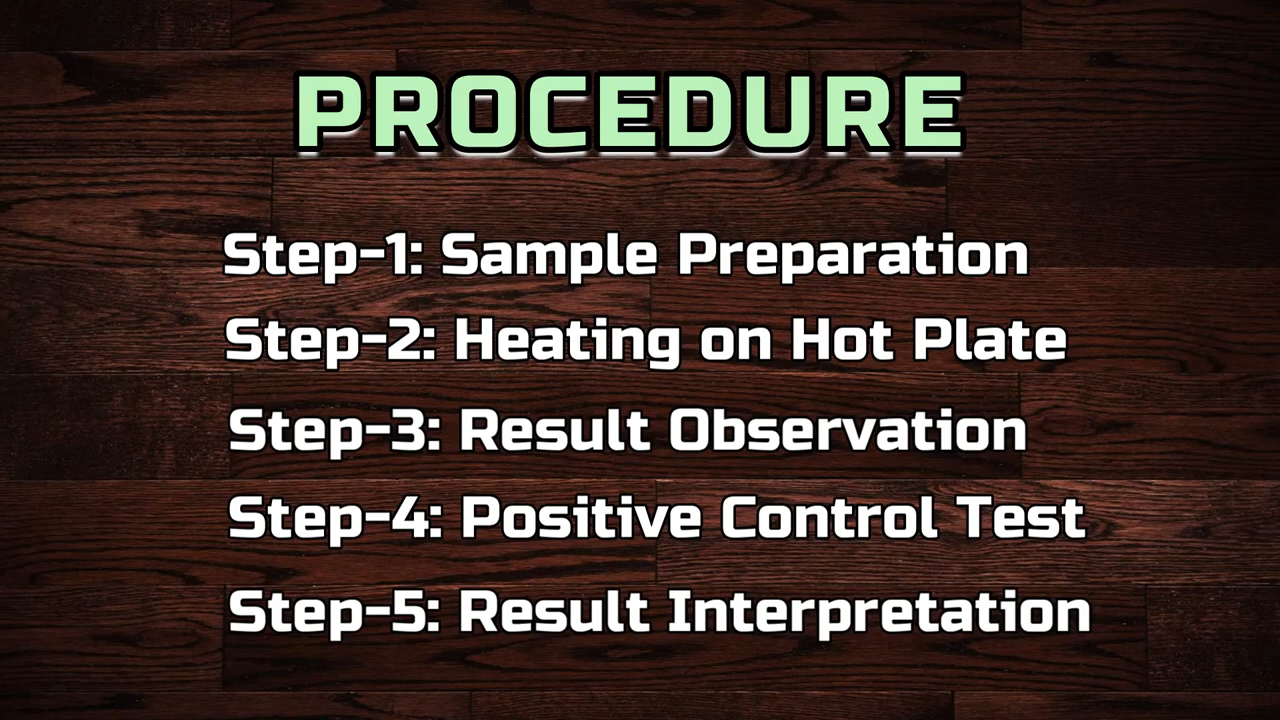 PROCEDURE
Step-1: Sample Preparation
Step-2: Heating on Hot Plate
Step-3: Result Observation
Step-4: Positive Control Test
Step-5: Result Interpretation